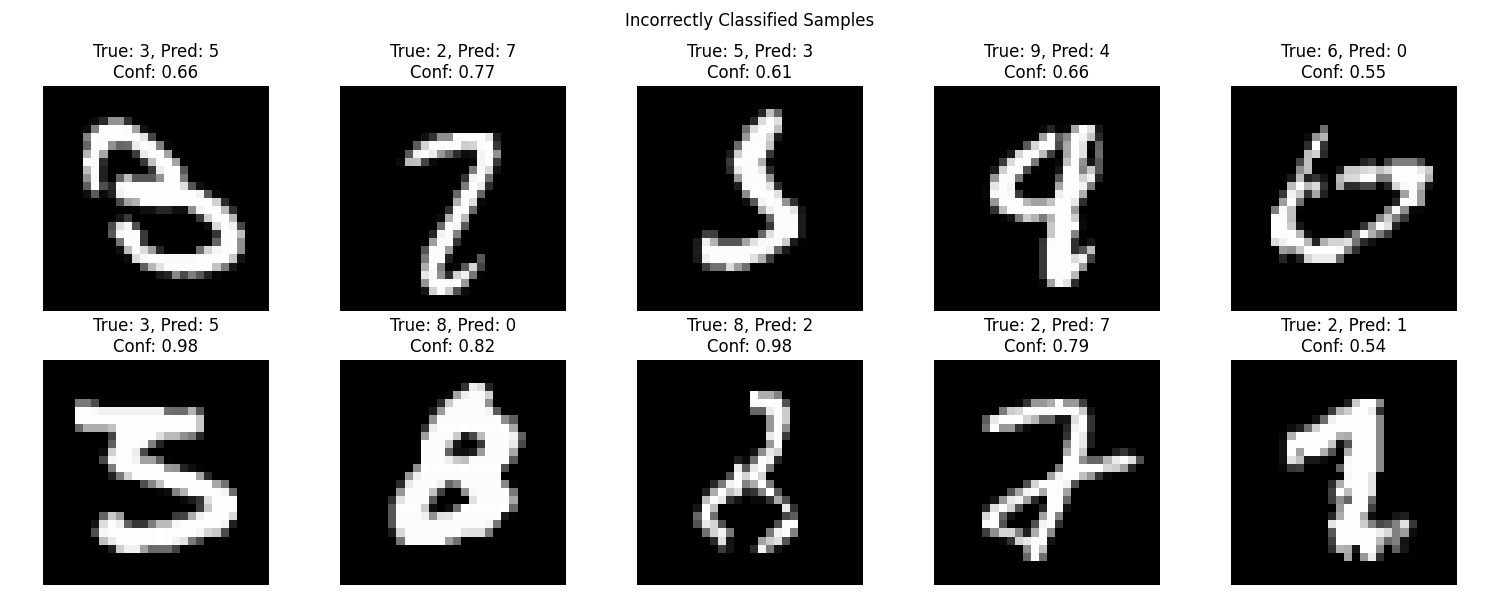 Incorrectly Classified Samples
True: 3, Pred: 5
Conf: 0.66
True: 2, Pred: 7
Conf: 0.77
True: 5, Pred: 3
Conf: 0.61
True: 9, Pred: 4
Conf: 0.66
True: 6, Pred: 0
Conf: 0.55
True: 3, Pred: 5
Conf: 0.98
True: 8, Pred: 0
Conf: 0.82
True: 8, Pred: 2
Conf: 0.98
True: 2, Pred: 7
Conf: 0.79
True: 2, Pred: 1
Conf: 0.54